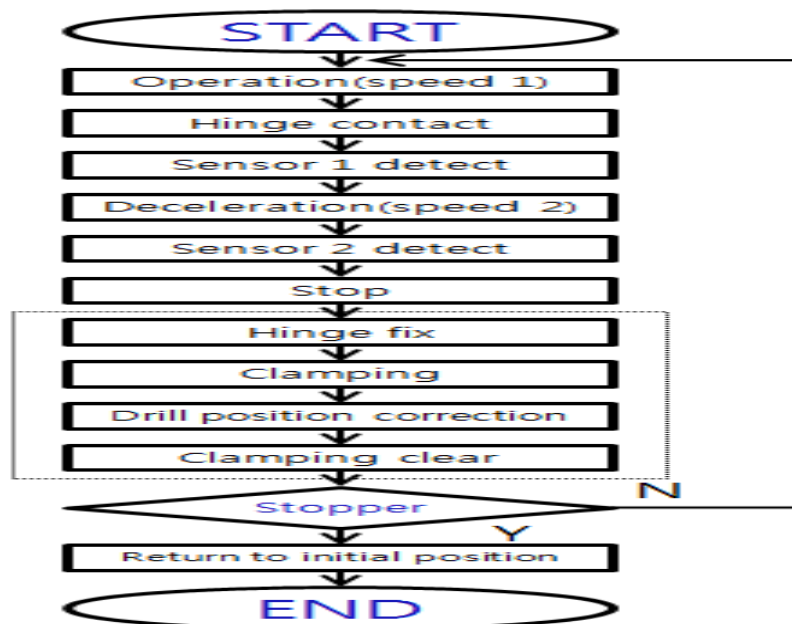 START
Operation(speed 1)
Hinge contact
Sensor 1 detect
Deceleration(speed 2)
Sensor 2 detect
Stop
Hinge fix
Clamping
Drill position correction
Clamping clear
Stopper
N
Y
Return to initial position
END